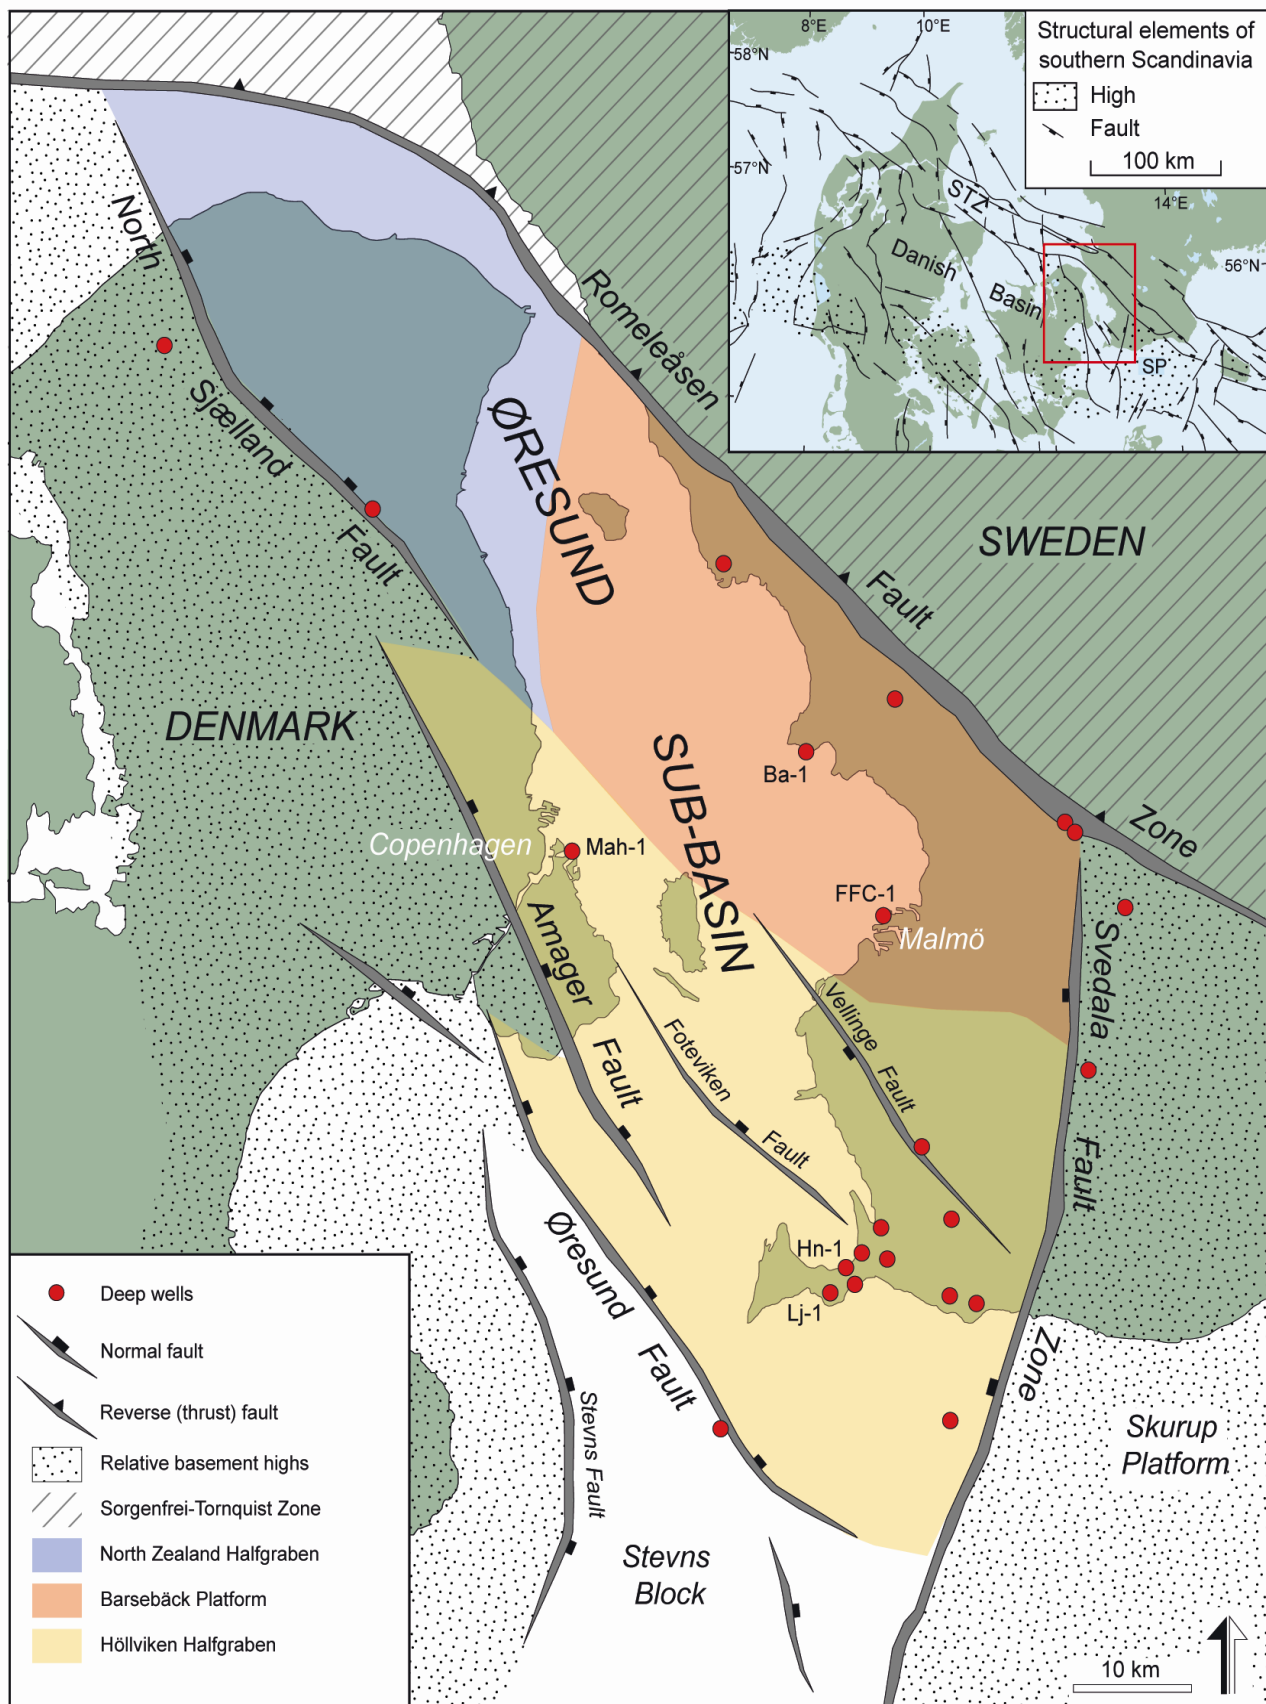 8°E
10°E
58°N
57°N
14°E
56°N
Structural elements of
southern Scandinavia
High
Fault
100 km
STZ
Danish
Basin
SP
North
Sjælland
Fault
Romeleåsen
Fault
Zone
ØRESUND
SUB-BASIN
SWEDEN
DENMARK
Ba-1
Copenhagen
Mah-1
FFC-1
Malmö
Amager
Fault
Foteviken
Fault
Vellinge
Fault
Svedala
Fault
Zone
Hn-1
Lj-1
Øresund
Fault
Stevns Fault
Stevns
Block
Skurup
Platform
Deep wells
Normal fault
Reverse (thrust) fault
Relative basement highs
Sorgenfrei-Tornquist Zone
North Zealand Halfgraben
Barsebäck Platform
Höllviken Halfgraben
10 km